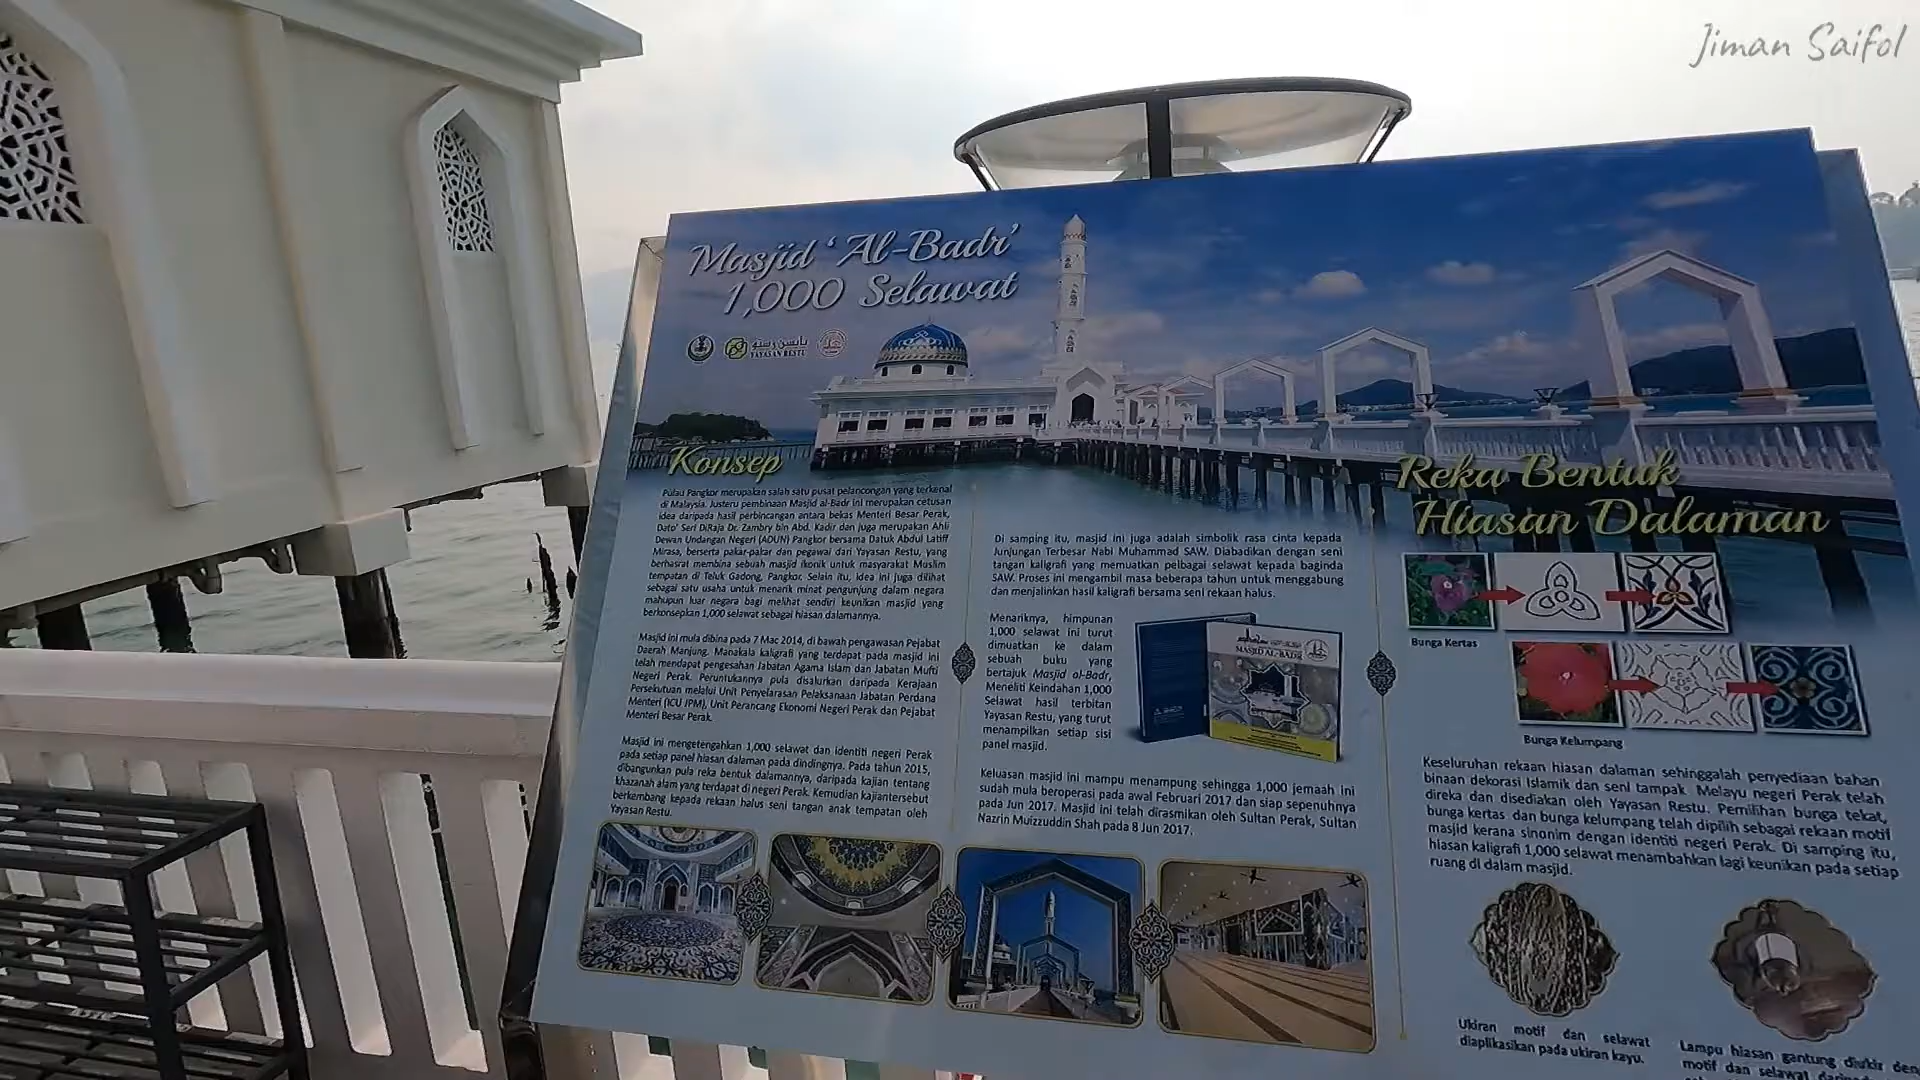 Jiman Saifol
Masjid ‘Al-Badr’
1,000 Selawat
YAYASAN RESTU
Konsep
Pulau Pangkor merupakan salah satu pusat pelancongan yang terkenal
di Malaysia. Justeru pembinaan Masjid al-Badr ini merupakan cetusan
idea daripada hasil perbincangan antara bekas Menteri Besar Perak,
Dato' Seri DiRaja Dr. Zambry bin Abd. Kadir dan juga merupakan Ahli
Dewan Undangan Negeri (ADUN) Pangkor bersama Datuk Abdul Latiff
Mirasa, berserta pakar-pakar dan pegawai dari Yayasan Restu, yang
berhasrat membina sebuah masjid ikonik untuk masyarakat Muslim
tempatan di Teluk Gadong, Pangkor. Selain itu, idea ini juga dilihat
sebagai satu usaha untuk menarik minat pengunjung dalam negara
mahupun luar negara bagi melihat sendiri keunikan masjid yang
berkonsepkan 1,000 selawat sebagai hiasan dalamannya.
Masjid ini mula dibina pada 7 Mac 2014, di bawah pengawasan Pejabat
Daerah Manjung. Manakala kaligrafi yang terdapat pada masjid ini
telah mendapat pengesahan Jabatan Agama Islam dan Jabatan Mufti
Negeri Perak. Peruntukannya pula disalurkan daripada Kerajaan
Persekutuan melalui Unit Penyelarasan Pelaksanaan Jabatan Perdana
Menteri (ICU JPM), Unit Perancang Ekonomi Negeri Perak dan Pejabat
Menteri Besar Perak.
Masjid ini mengetengahkan 1,000 selawat dan identiti negeri Perak
pada setiap panel hiasan dalaman pada dindingnya. Pada tahun 2015,
dibangunkan pula reka bentuk dalamannya, daripada kajian tentang
khazanah alam yang terdapat di negeri Perak. Kemudian kajiantersebut
berkembang kepada rekaan halus seni tangan anak tempatan oleh
Yayasan Restu.
Di samping itu, masjid ini juga adalah simbolik rasa cinta kepada
Junjungan Terbesar Nabi Muhammad SAW. Diabadikan dengan seni
tangan kaligrafi yang memuatkan pelbagai selawat kepada baginda
SAW. Proses ini mengambil masa beberapa tahun untuk menggabung
dan menjalinkan hasil kaligrafi bersama seni rekaan halus.
Menariknya, himpunan
1,000 selawat ini turut
dimuatkan ke dalam
sebuah buku yang
bertajuk Masjid al-Badr,
Meneliti Keindahan 1,000
Selawat hasil terbitan
Yayasan Restu, yang turut
menampilkan setiap sisi
panel masjid.
MASJID AL-BADR
Keluasan masjid ini mampu menampung sehingga 1,000 jemaah ini
sudah mula beroperasi pada awal Februari 2017 dan siap sepenuhnya
pada Jun 2017. Masjid ini telah dirasmikan oleh Sultan Perak, Sultan
Nazrin Muizzuddin Shah pada 8 Jun 2017.
Reka Bentuk
Hiasan Dalaman
Bunga Kertas
Bunga Kelumpang
Keseluruhan rekaan hiasan dalaman sehinggalah penyediaan bahan
binaan dekorasi Islamik dan seni tampak Melayu negeri Perak telah
direka dan disediakan oleh Yayasan Restu. Pemilihan bunga tekat,
bunga kertas dan bunga kelumpang telah dipilih sebagai rekaan motif
masjid kerana sinonim dengan identiti negeri Perak. Di samping itu,
hiasan kaligrafi 1,000 selawat menambahkan lagi keunikan pada setiap
ruang di dalam masjid.
Ukiran motif dan selawat
diaplikasikan pada ukiran kayu.
Lampu hiasan gantung diukir
motif dan selawat